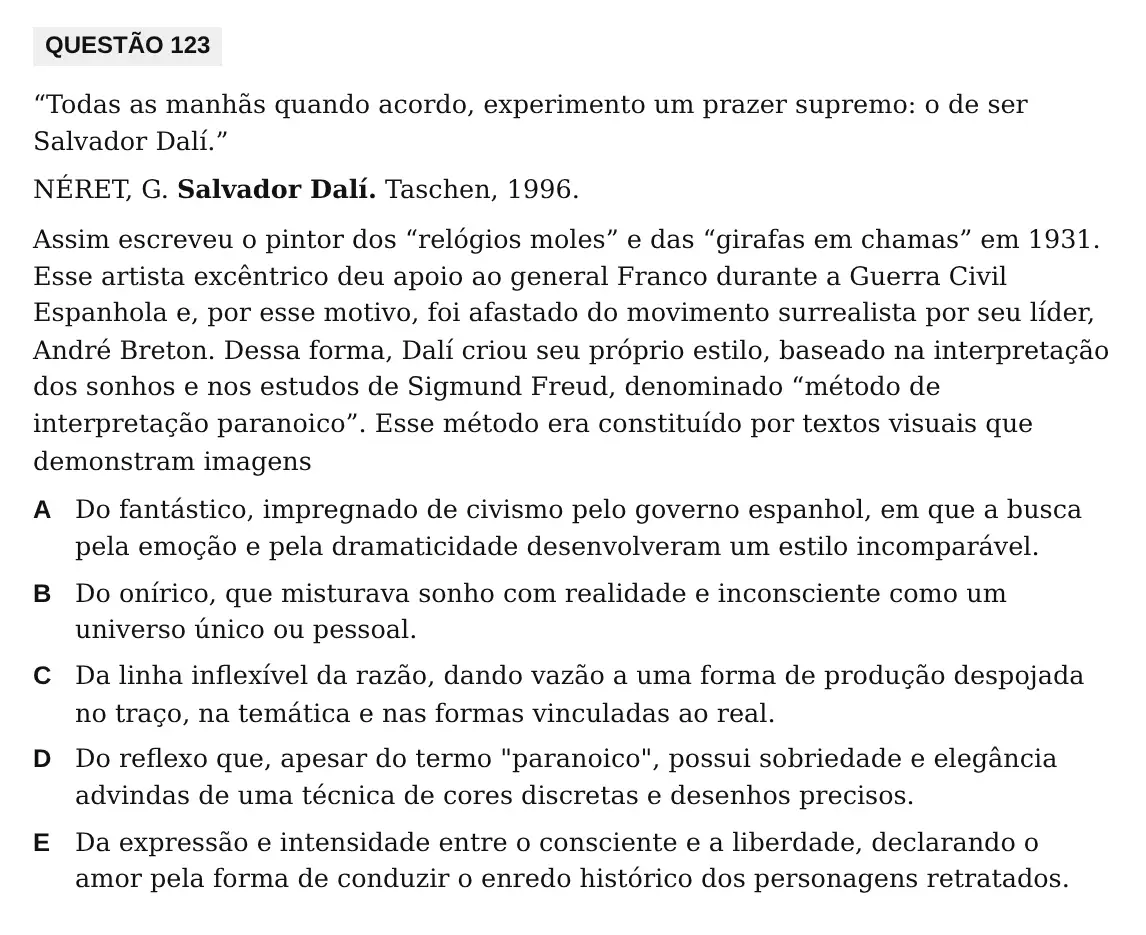 QUESTÃO 123
“Todas as manhãs quando acordo, experimento um prazer supremo: o de ser
Salvador Dalí.”
NÉRET, G. Salvador Dalí. Taschen, 1996.
Assim escreveu o pintor dos “relógios moles” e das “girafas em chamas” em 1931.
Esse artista excêntrico deu apoio ao general Franco durante a Guerra Civil
Espanhola e, por esse motivo, foi afastado do movimento surrealista por seu líder,
André Breton. Dessa forma, Dalí criou seu próprio estilo, baseado na interpretação
dos sonhos e nos estudos de Sigmund Freud, denominado “método de
interpretação paranoico”. Esse método era constituído por textos visuais que
demonstram imagens
A Do fantástico, impregnado de civismo pelo governo espanhol, em que a busca
pela emoção e pela dramaticidade desenvolveram um estilo incomparável.
B Do onírico, que misturava sonho com realidade e inconsciente como um
universo único ou pessoal.
C Da linha inflexível da razão, dando vazão a uma forma de produção despojada
no traço, na temática e nas formas vinculadas ao real.
D Do reflexo que, apesar do termo "paranoico", possui sobriedade e elegância
advindas de uma técnica de cores discretas e desenhos precisos.
E Da expressão e intensidade entre o consciente e a liberdade, declarando o
amor pela forma de conduzir o enredo histórico dos personagens retratados.